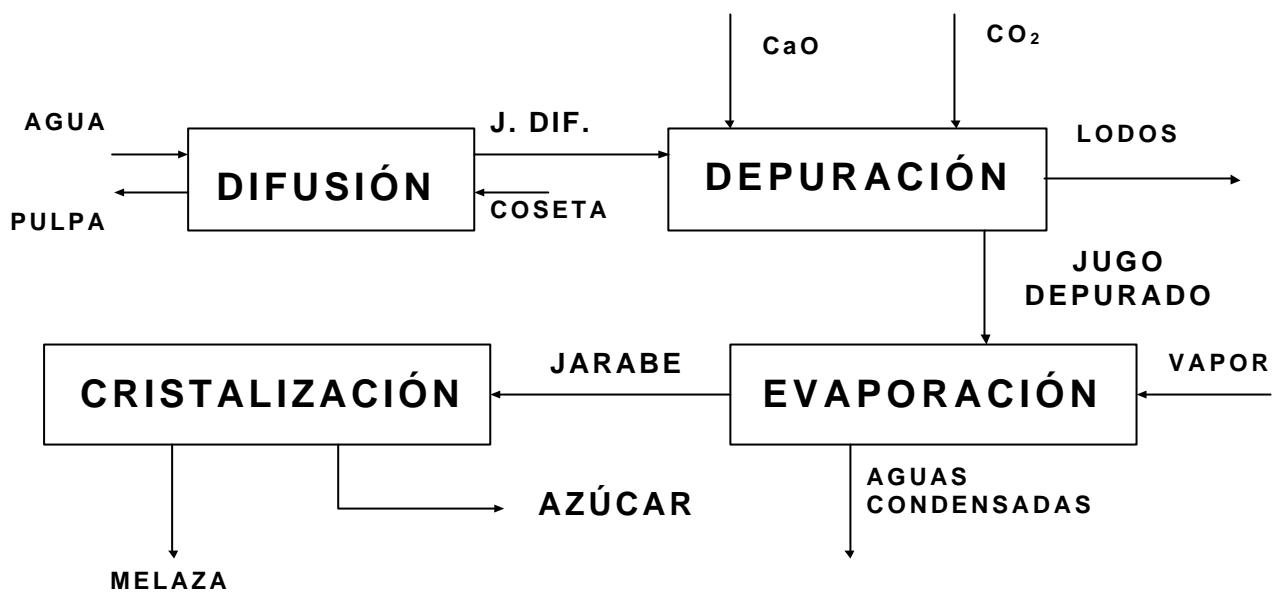 CaO
CO₂
AGUA
J. DIF.
LODOS
DIFUSIÓN
DEPURACIÓN
PULPA
COSETA
JUGO
DEPURADO
CRISTALIZACIÓN
JARABE
EVAPORACIÓN
VAPOR
AGUAS
CONDENSADAS
AZÚCAR
MELAZA